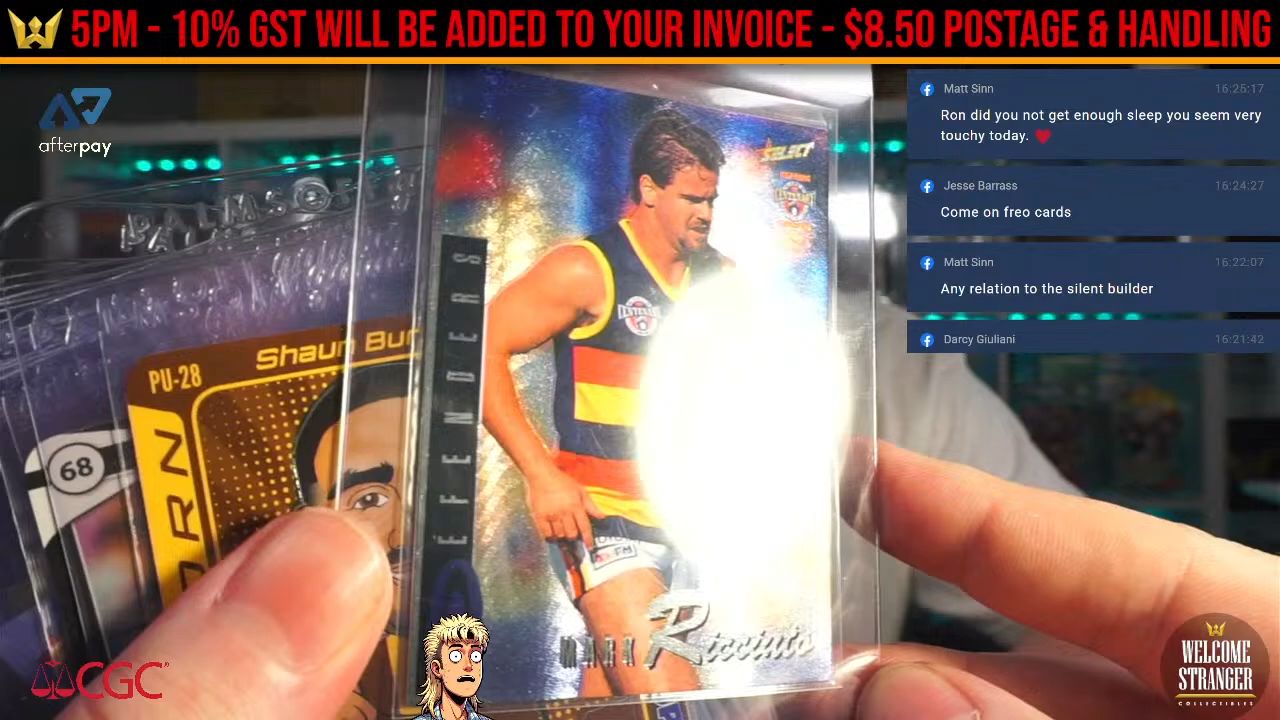 5PM - 10% GST WILL BE ADDED TO YOUR INVOICE - $8.50 POSTAGE & HANDLING
afterpay
Matt Sinn 16:25:17
Ron did you not get enough sleep you seem very
touchy today. ❤
Jesse Barrass 16:24:27
Come on freo cards
Matt Sinn 16:22:07
Any relation to the silent builder
Darcy Giuliani 16:21:42
SELECT
CENTENARY
PU-28
Shaun Bur
68
MARK Ricciuto
CGC
WELCOME
STRANGER
COLLECTIBLES